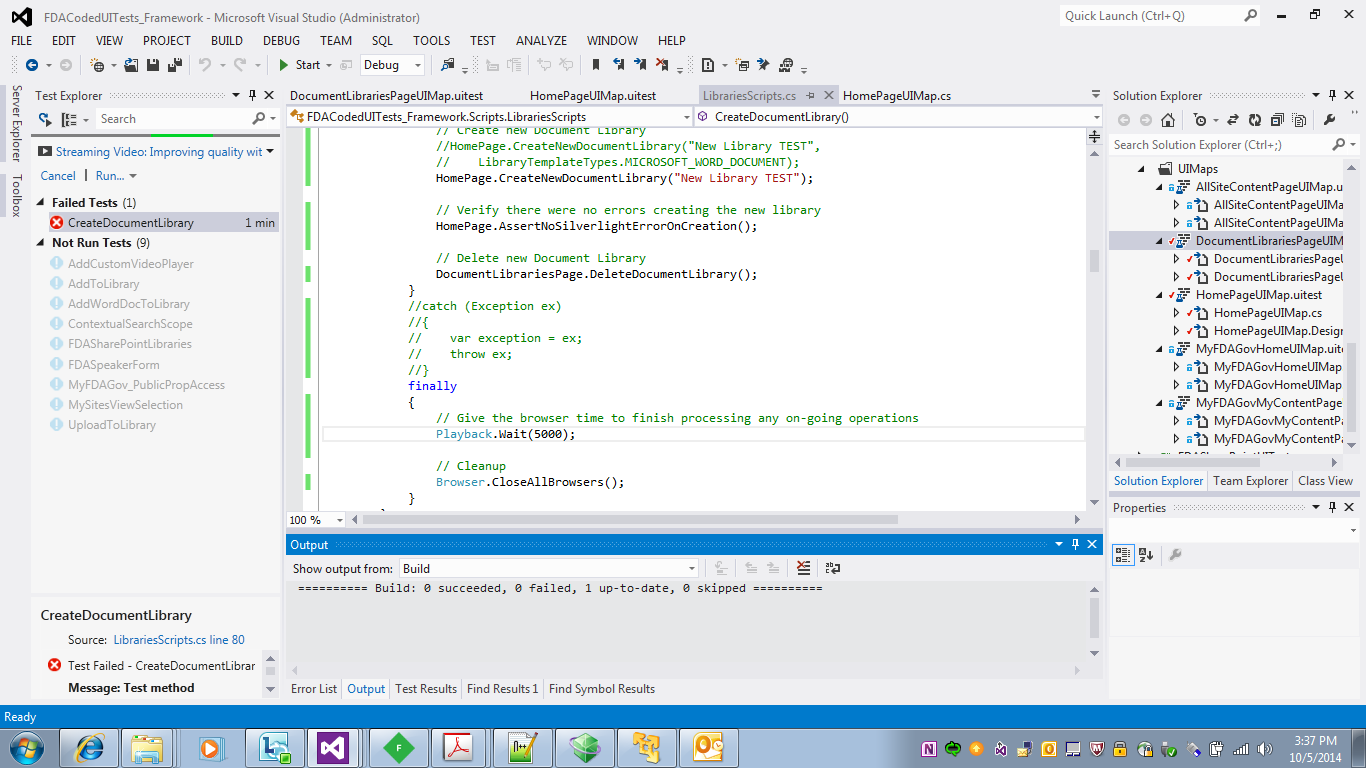 FDACodedUITests_Framework - Microsoft Visual Studio (Administrator)
Quick Launch (Ctrl+Q)
FILE EDIT VIEW PROJECT BUILD DEBUG TEAM SQL TOOLS TEST ANALYZE WINDOW HELP
Start Debug
Server Explorer
Toolbox
Test Explorer
Search
Streaming Video: Improving quality wit
Cancel Run...
Failed Tests (1)
CreateDocumentLibrary 1 min
Not Run Tests (9)
AddCustomVideoPlayer
AddToLibrary
AddWordDocToLibrary
ContextualSearchScope
FDASharePointLibraries
FDASpeakerForm
MyFDAGov_PublicPropAccess
MySitesViewSelection
UploadToLibrary
CreateDocumentLibrary
Source: LibrariesScripts.cs line 80
Test Failed - CreateDocumentLibrar
Message: Test method
DocumentLibrariesPageUIMap.uitest HomePageUIMap.uitest LibrariesScripts.cs HomePageUIMap.cs
FDACodedUITests_Framework.Scripts.LibrariesScripts CreateDocumentLibrary()
// Create new Document Library
//HomePage.CreateNewDocumentLibrary("New Library TEST",
// LibraryTemplateTypes.MICROSOFT_WORD_DOCUMENT);
HomePage.CreateNewDocumentLibrary("New Library TEST");
// Verify there were no errors creating the new library
HomePage.AssertNoSilverlightErrorOnCreation();
// Delete new Document Library
DocumentLibrariesPage.DeleteDocumentLibrary();
}
//catch (Exception ex)
//{
// var exception = ex;
// throw ex;
//}
finally
{
// Give the browser time to finish processing any on-going operations
Playback.Wait(5000);
// Cleanup
Browser.CloseAllBrowsers();
}
100 %
Output
Show output from: Build
========== Build: 0 succeeded, 0 failed, 1 up-to-date, 0 skipped ==========
Error List Output Test Results Find Results 1 Find Symbol Results
Solution Explorer
Search Solution Explorer (Ctrl+;)
UIMaps
AllSiteContentPageUIMap.u
AllSiteContentPageUIMa
AllSiteContentPageUIMa
DocumentLibrariesPageUIM
DocumentLibrariesPageU
DocumentLibrariesPageU
HomePageUIMap.uitest
HomePageUIMap.cs
HomePageUIMap.Design
MyFDAGovHomeUIMap.uite
MyFDAGovHomeUIMap
MyFDAGovHomeUIMap
MyFDAGovMyContentPage
MyFDAGovMyContentPa
MyFDAGovMyContentPa
Solution Explorer Team Explorer Class View
Properties
Ready
3:37 PM
10/5/2014